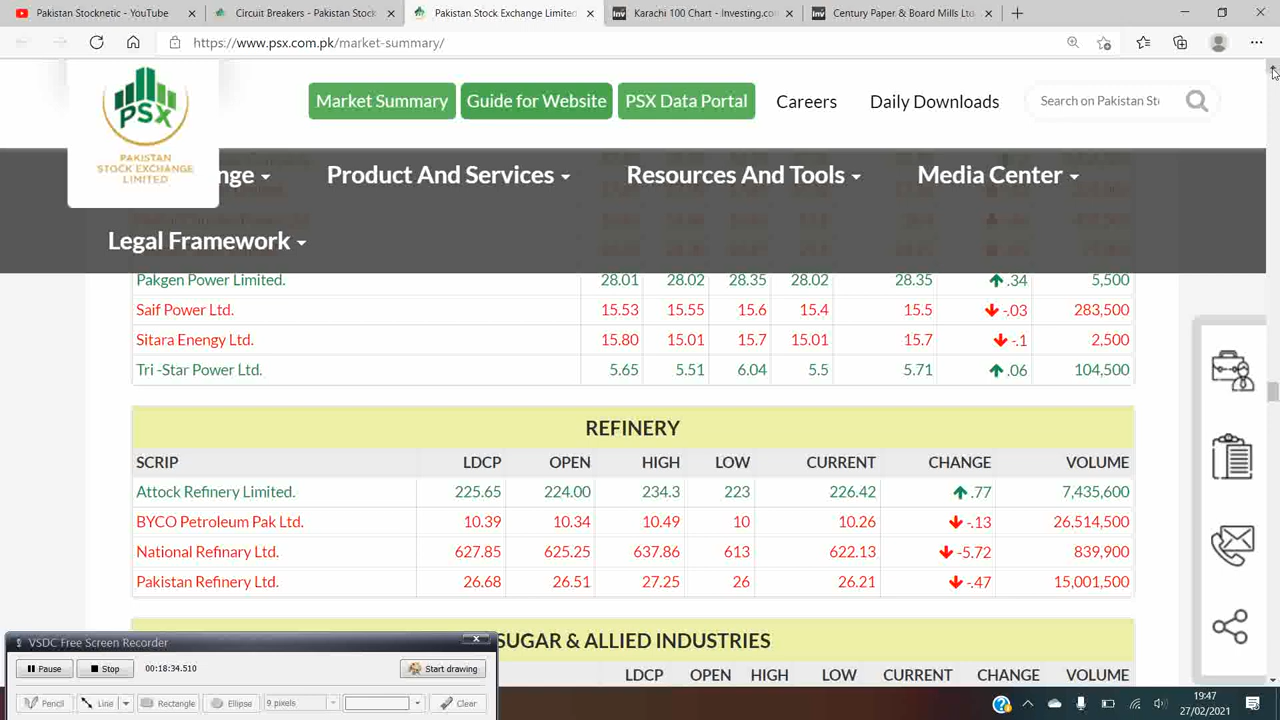 Pakistan Stocknetic - YouTube
Circuit Breakers - Pakistan Stock
Pakistan Stock Exchange Limited
Karachi 100 Chart - Investing.com
Century Paper & Board Mills Ltd.
https://www.psx.com.pk/market-summary/
PSX
PAKISTAN
STOCK EXCHANGE
LIMITED
Market Summary Guide for Website PSX Data Portal Careers Daily Downloads Search on Pakistan Sto
nge Product And Services Resources And Tools Media Center
Legal Framework
Pakgen Power Limited. 28.01 28.02 28.35 28.02 28.35 .34 5,500
Saif Power Ltd. 15.53 15.55 15.6 15.4 15.5 -.03 283,500
Sitara Energy Ltd. 15.80 15.01 15.7 15.01 15.7 -.1 2,500
Tri -Star Power Ltd. 5.65 5.51 6.04 5.5 5.71 .06 104,500
REFINERY
SCRIP LDCP OPEN HIGH LOW CURRENT CHANGE VOLUME
Attock Refinery Limited. 225.65 224.00 234.3 223 226.42 .77 7,435,600
BYCO Petroleum Pak Ltd. 10.39 10.34 10.49 10 10.26 -.13 26,514,500
National Refinary Ltd. 627.85 625.25 637.86 613 622.13 -5.72 839,900
Pakistan Refinery Ltd. 26.68 26.51 27.25 26 26.21 -.47 15,001,500
SUGAR & ALLIED INDUSTRIES
LDCP OPEN HIGH LOW CURRENT CHANGE VOLUME
VSDC Free Screen Recorder
Pause Stop 00:18:34.510 Start drawing
Pencil Line Rectangle Ellipse 9 pixels Clear
19:47
27/02/2021